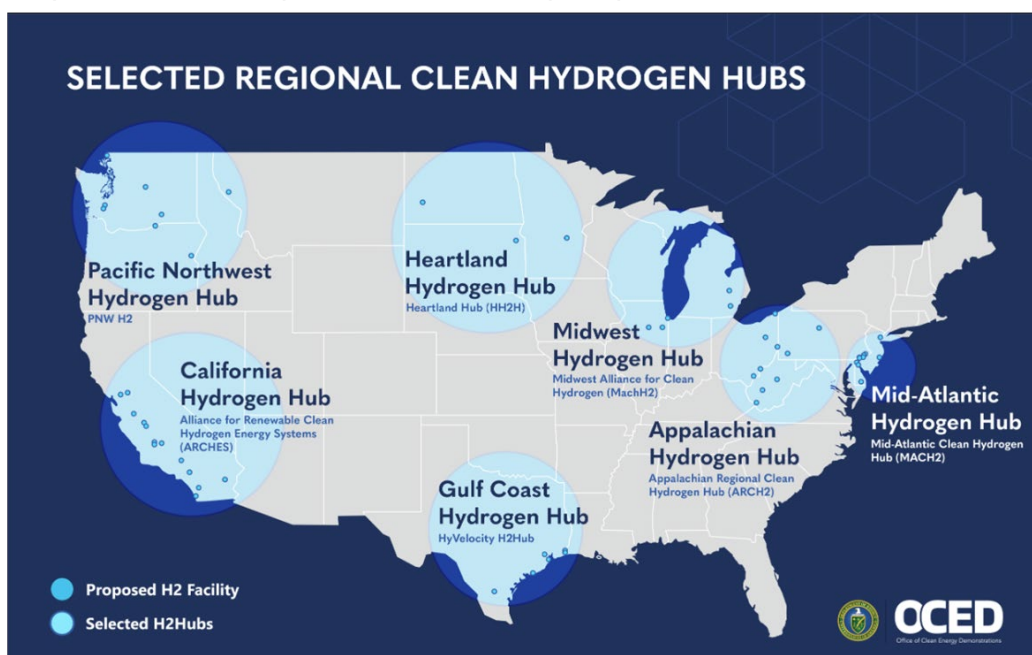 SELECTED REGIONAL CLEAN HYDROGEN HUBS
Pacific Northwest
Hydrogen Hub
PNW H2
Heartland
Hydrogen Hub
Heartland Hub (HH2H)
Midwest
Hydrogen Hub
Midwest Alliance for Clean
Hydrogen (MachH2)
California
Hydrogen Hub
Alliance for Renewable Clean
Hydrogen Energy Systems
(ARCHES)
Mid-Atlantic
Hydrogen Hub
Mid-Atlantic Clean Hydrogen
Hub (MACH2)
Appalachian
Hydrogen Hub
Appalachian Regional Clean
Hydrogen Hub (ARCH2)
Gulf Coast
Hydrogen Hub
HyVelocity H2Hub
Proposed H2 Facility
Selected H2Hubs
OCED
Office of Clean Energy Demonstrations